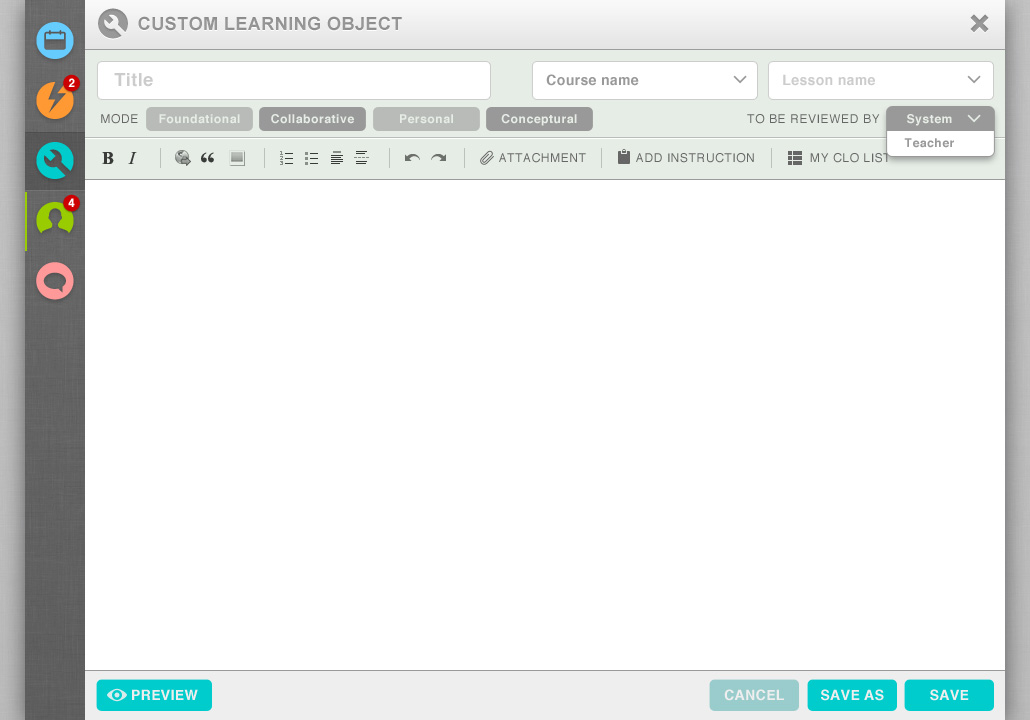 CUSTOM LEARNING OBJECT
2
4
Title
Course name
Lesson name
MODE Foundational Collaborative Personal Conceptural TO BE REVIEWED BY System
Teacher
B I ATTACHMENT ADD INSTRUCTION MY CLO LIST
PREVIEW CANCEL SAVE AS SAVE